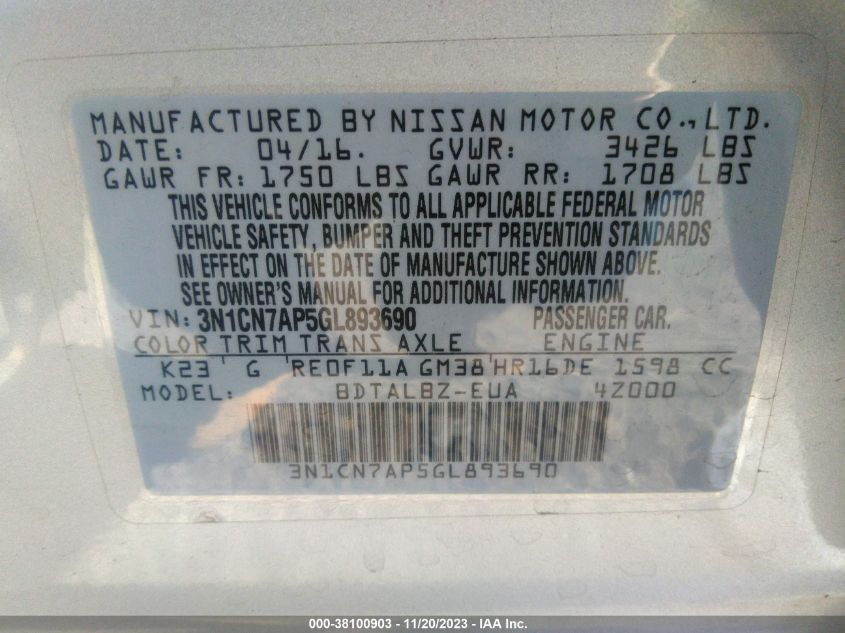 MANUFACTURED BY NISSAN MOTOR CO., LTD.
DATE: 04/16. GVWR: 3426 LBS
GAWR FR: 1750 LBS GAWR RR: 1708 LBS
THIS VEHICLE CONFORMS TO ALL APPLICABLE FEDERAL MOTOR
VEHICLE SAFETY, BUMPER AND THEFT PREVENTION STANDARDS
IN EFFECT ON THE DATE OF MANUFACTURE SHOWN ABOVE.
SEE OWNER'S MANUAL FOR ADDITIONAL INFORMATION.
VIN: 3N1CN7AP5GL893690 PASSENGER CAR.
COLOR TRIM TRANS AXLE ENGINE
K23 G RE0F11A GM38 HR16DE 1598 CC
MODEL: BDTALBZ-EUA 4Z000
3N1CN7AP5GL893690
000-38100903 - 11/20/2023 - IAA Inc.